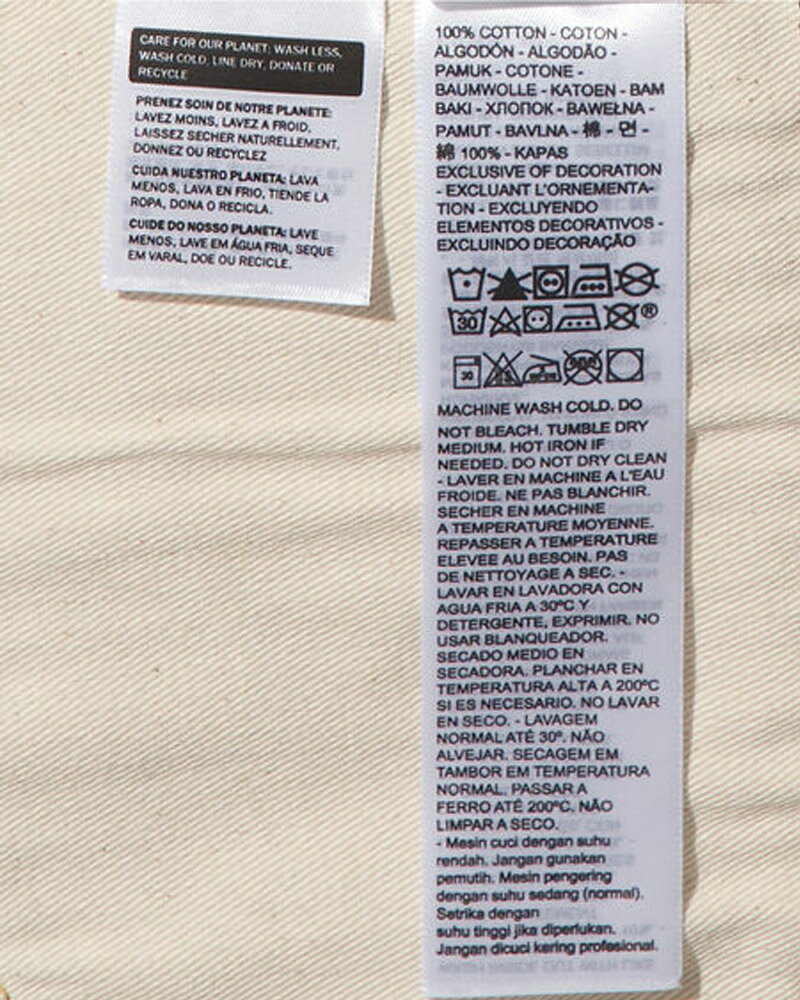 CARE FOR OUR PLANET: WASH LESS,
WASH COLD, LINE DRY, DONATE OR
RECYCLE
PRENEZ SOIN DE NOTRE PLANETE:
LAVEZ MOINS, LAVEZ A FROID,
LAISSEZ SECHER NATURELLEMENT,
DONNEZ OU RECYCLEZ
CUIDA NUESTRO PLANETA: LAVA
MENOS, LAVA EN FRIO, TIENDE LA
ROPA, DONA O RECICLA.
CUIDE DO NOSSO PLANETA: LAVE
MENOS, LAVE EM ÁGUA FRIA, SEQUE
EM VARAL, DOE OU RECICLE.
100% COTTON - COTON -
ALGODÓN - ALGODÃO -
PAMUK - COTONE -
BAUMWOLLE - KATOEN - BAM
BAKI - ХЛОПОК - BAWEŁNA -
PAMUT - BAVLNA - 棉 - 면 -
綿 100% - KAPAS
EXCLUSIVE OF DECORATION
- EXCLUANT L'ORNEMENTA-
TION - EXCLUYENDO
ELEMENTOS DECORATIVOS -
EXCLUINDO DECORAÇÃO
30 ®
30
MACHINE WASH COLD. DO
NOT BLEACH. TUMBLE DRY
MEDIUM. HOT IRON IF
NEEDED. DO NOT DRY CLEAN
- LAVER EN MACHINE A L'EAU
FROIDE. NE PAS BLANCHIR.
SECHER EN MACHINE
A TEMPERATURE MOYENNE.
REPASSER A TEMPERATURE
ELEVEE AU BESOIN. PAS
DE NETTOYAGE A SEC. -
LAVAR EN LAVADORA CON
AGUA FRIA A 30ºC Y
DETERGENTE, EXPRIMIR. NO
USAR BLANQUEADOR.
SECADO MEDIO EN
SECADORA. PLANCHAR EN
TEMPERATURA ALTA A 200ºC
SI ES NECESARIO. NO LAVAR
EN SECO. - LAVAGEM
NORMAL ATÉ 30º. NÃO
ALVEJAR. SECAGEM EM
TAMBOR EM TEMPERATURA
NORMAL. PASSAR A
FERRO ATÉ 200ºC. NÃO
LIMPAR A SECO.
- Mesin cuci dengan suhu
rendah. Jangan gunakan
pemutih. Mesin pengering
dengan suhu sedang (normal).
Setrika dengan
suhu tinggi jika diperlukan.
Jangan dicuci kering profesional.